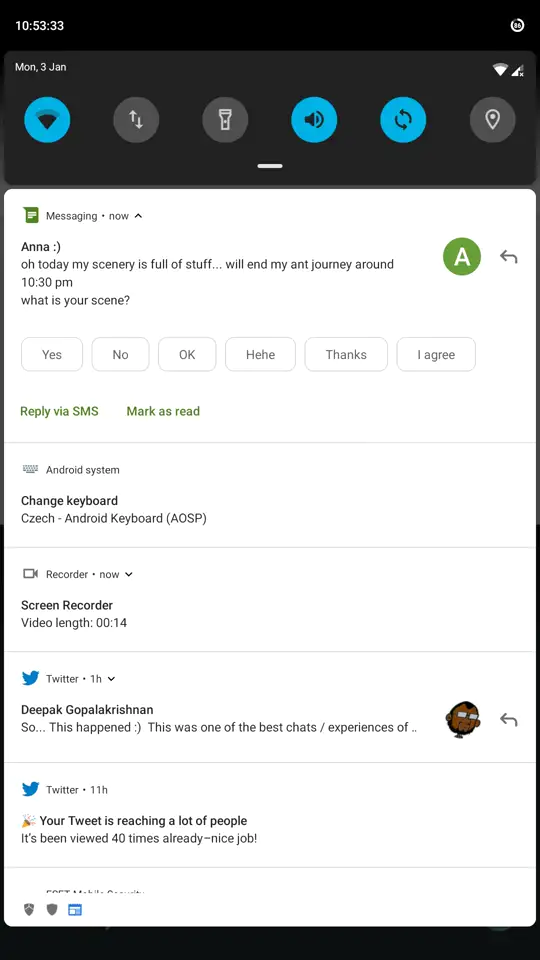 10:53:33
86
Mon, 3 Jan
Messaging • now
Anna :)
oh today my scenery is full of stuff... will end my ant journey around
10:30 pm
what is your scene?
A
Yes No OK Hehe Thanks I agree
Reply via SMS Mark as read
Android system
Change keyboard
Czech - Android Keyboard (AOSP)
Recorder • now
Screen Recorder
Video length: 00:14
Twitter • 1h
Deepak Gopalakrishnan
So... This happened :) This was one of the best chats / experiences of ..
Twitter • 11h
🎉 Your Tweet is reaching a lot of people
It's been viewed 40 times already–nice job!
ESET Mobile Security